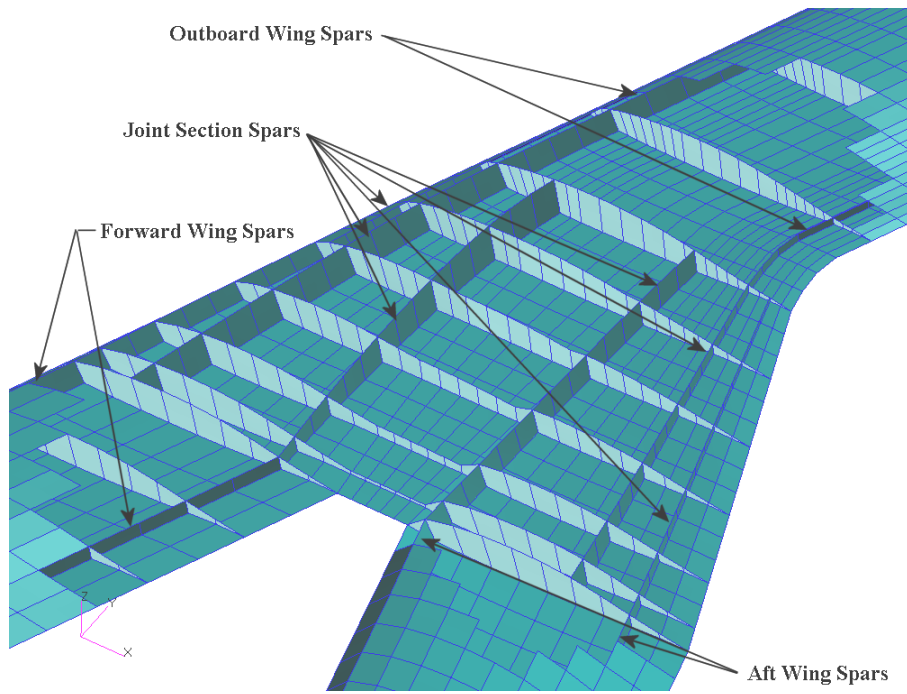 Outboard Wing Spars
Joint Section Spars
Forward Wing Spars
Z
Y
X
Aft Wing Spars